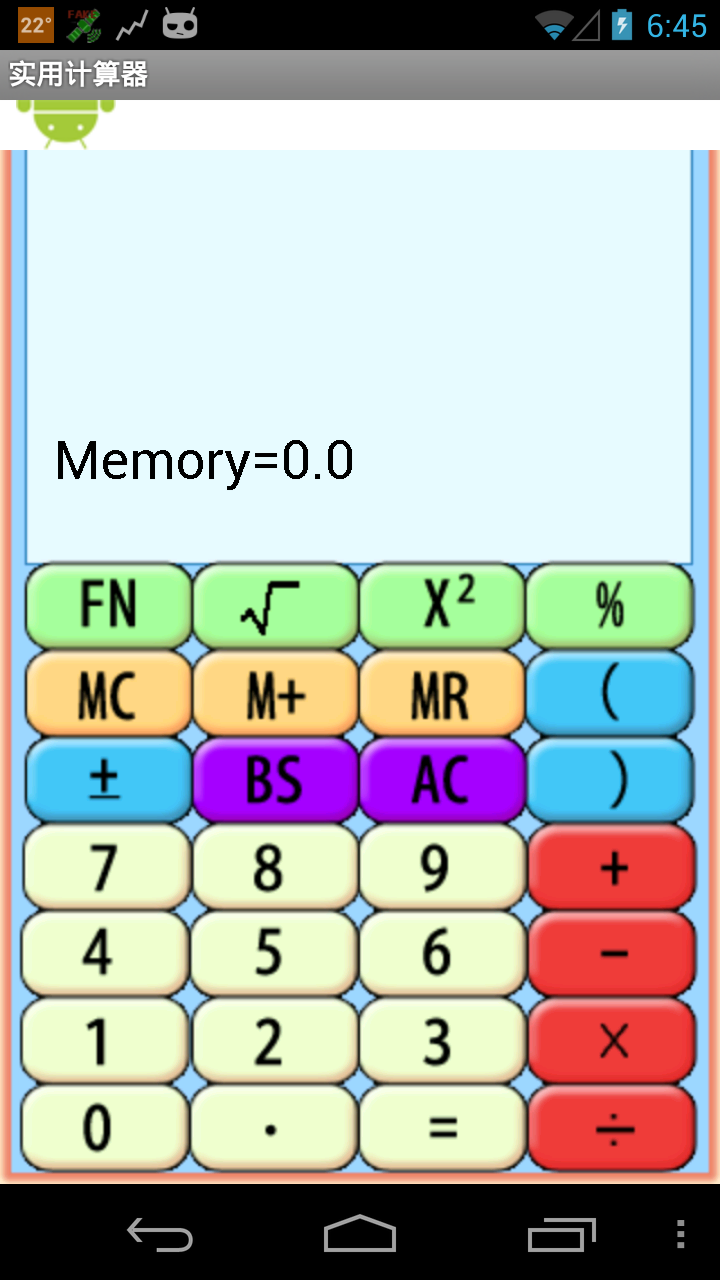 22° FAKE 6:45
实用计算器
Memory=0.0
FN √ X² %
MC M+ MR (
± BS AC )
7 8 9 +
4 5 6 −
1 2 3 ×
0 . = ÷